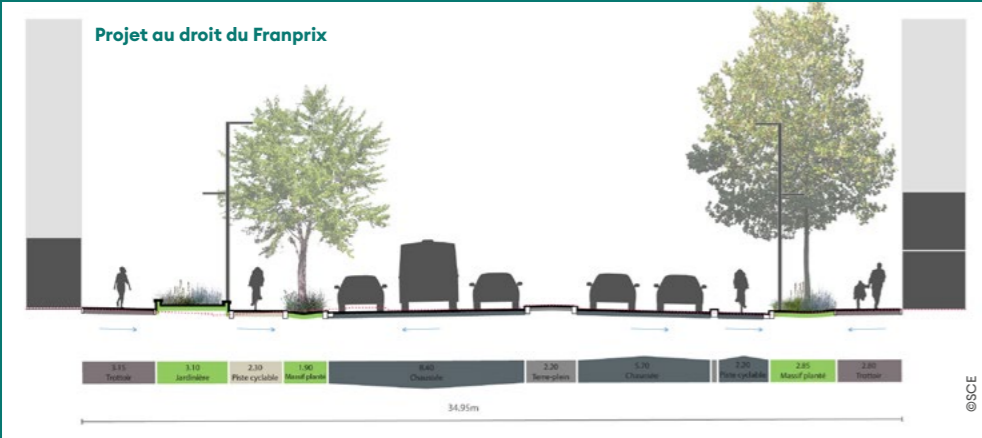 Projet au droit du Franprix
3.15
Trottoir
3.10
Jardinière
2.30
Piste cyclable
1.90
Massif planté
8.40
Chaussée
2.20
Terre-plein
5.70
Chaussée
2.20
Piste cyclable
2.85
Massif planté
2.80
Trottoir
34.95m
©SCE